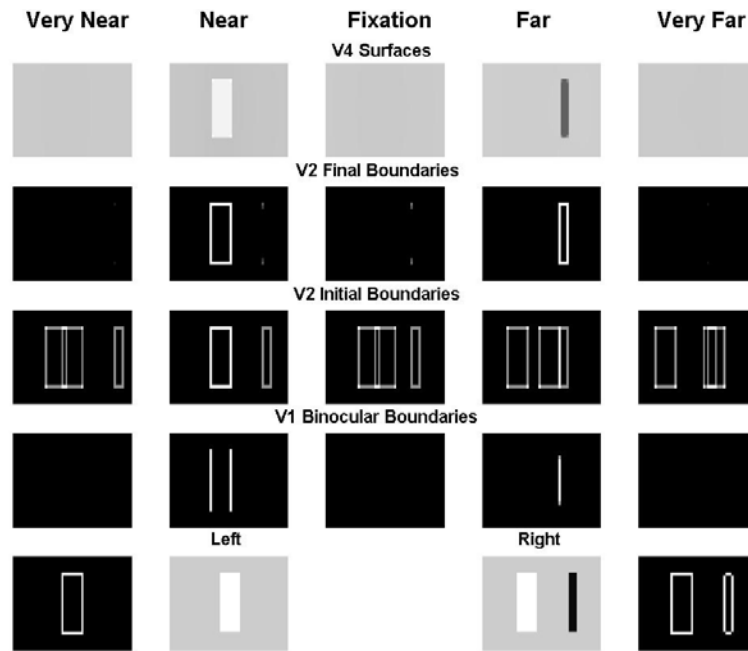 Very Near Near Fixation Far Very Far
V4 Surfaces
V2 Final Boundaries
V2 Initial Boundaries
V1 Binocular Boundaries
Left Right